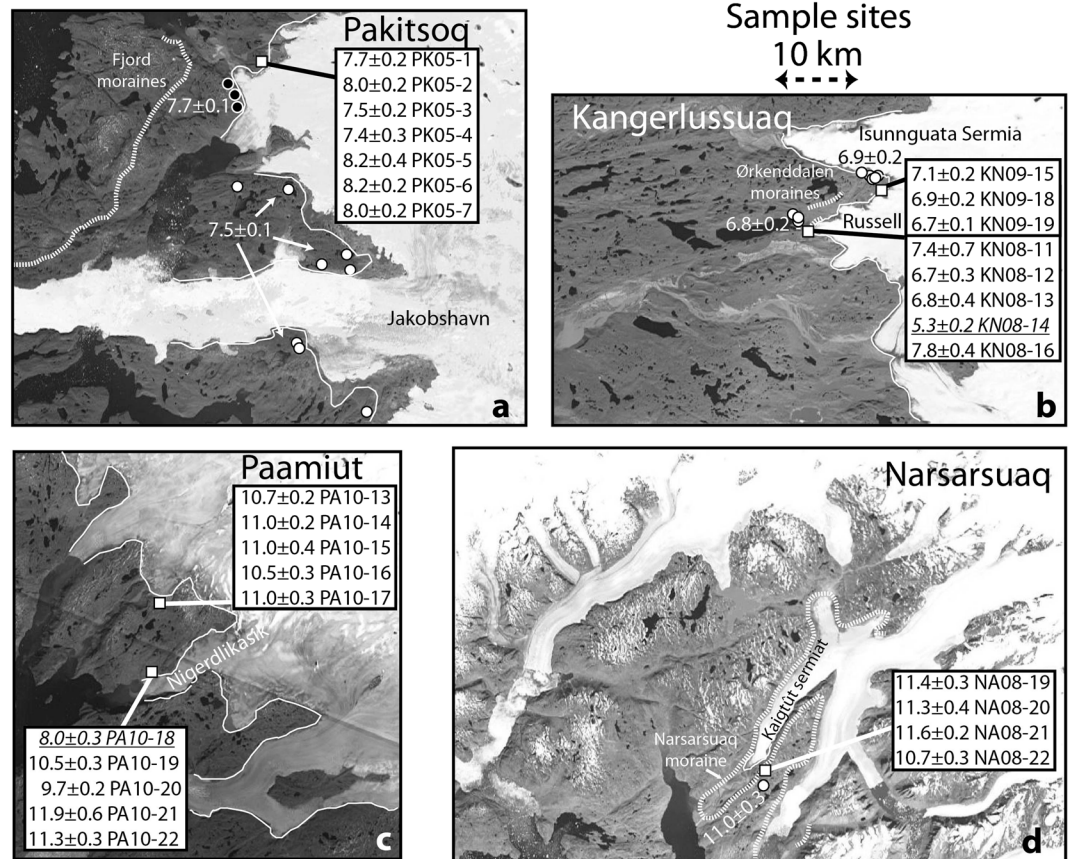 Sample sites
10 km
Pakitsoq
Fjord
moraines
7.7±0.1
7.7±0.2 PK05-1
8.0±0.2 PK05-2
7.5±0.2 PK05-3
7.4±0.3 PK05-4
8.2±0.4 PK05-5
8.2±0.2 PK05-6
8.0±0.2 PK05-7
7.5±0.1
Jakobshavn
a
Kangerlussuaq
Isunnguata Sermia
6.9±0.2
Ørkenddalen
moraines
6.8±0.2
Russell
7.1±0.2 KN09-15
6.9±0.2 KN09-18
6.7±0.1 KN09-19
7.4±0.7 KN08-11
6.7±0.3 KN08-12
6.8±0.4 KN08-13
5.3±0.2 KN08-14
7.8±0.4 KN08-16
b
Paamiut
10.7±0.2 PA10-13
11.0±0.2 PA10-14
11.0±0.4 PA10-15
10.5±0.3 PA10-16
11.0±0.3 PA10-17
Nigerdlikasik
8.0±0.3 PA10-18
10.5±0.3 PA10-19
9.7±0.2 PA10-20
11.9±0.6 PA10-21
11.3±0.3 PA10-22
c
Narsarsuaq
Kaigtút sermiat
Narsarsuaq
moraine
11.0±0.3
11.4±0.3 NA08-19
11.3±0.4 NA08-20
11.6±0.2 NA08-21
10.7±0.3 NA08-22
d